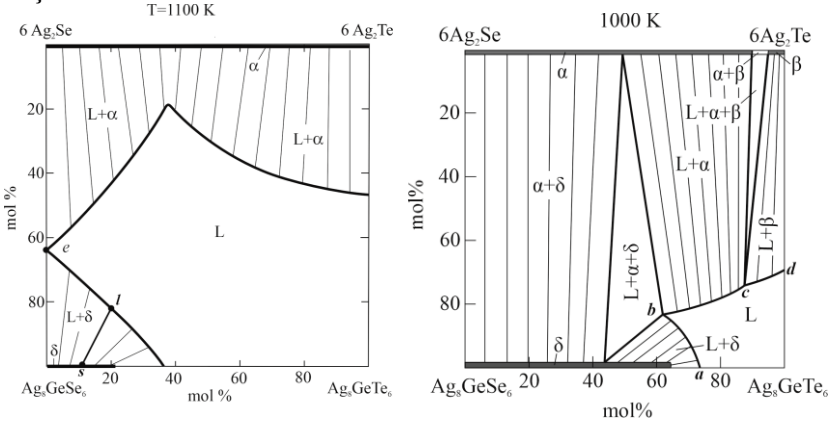 T=1100 K
6 Ag₂Se
6 Ag₂Te
α
L+α
L+α
20
40
60
80
mol %
L
e
l
L+δ
δ
s
20
40
60
80
Ag₈GeSe₆
mol %
Ag₈GeTe₆
1000 K
6Ag₂Se
6Ag₂Te
α
α+β
β
L+α+β
L+α
α+δ
20
40
60
80
mol%
L+α+δ
L+β
d
c
b
L
L+δ
δ
a
20
40
60
80
Ag₈GeSe₆
Ag₈GeTe₆
mol%